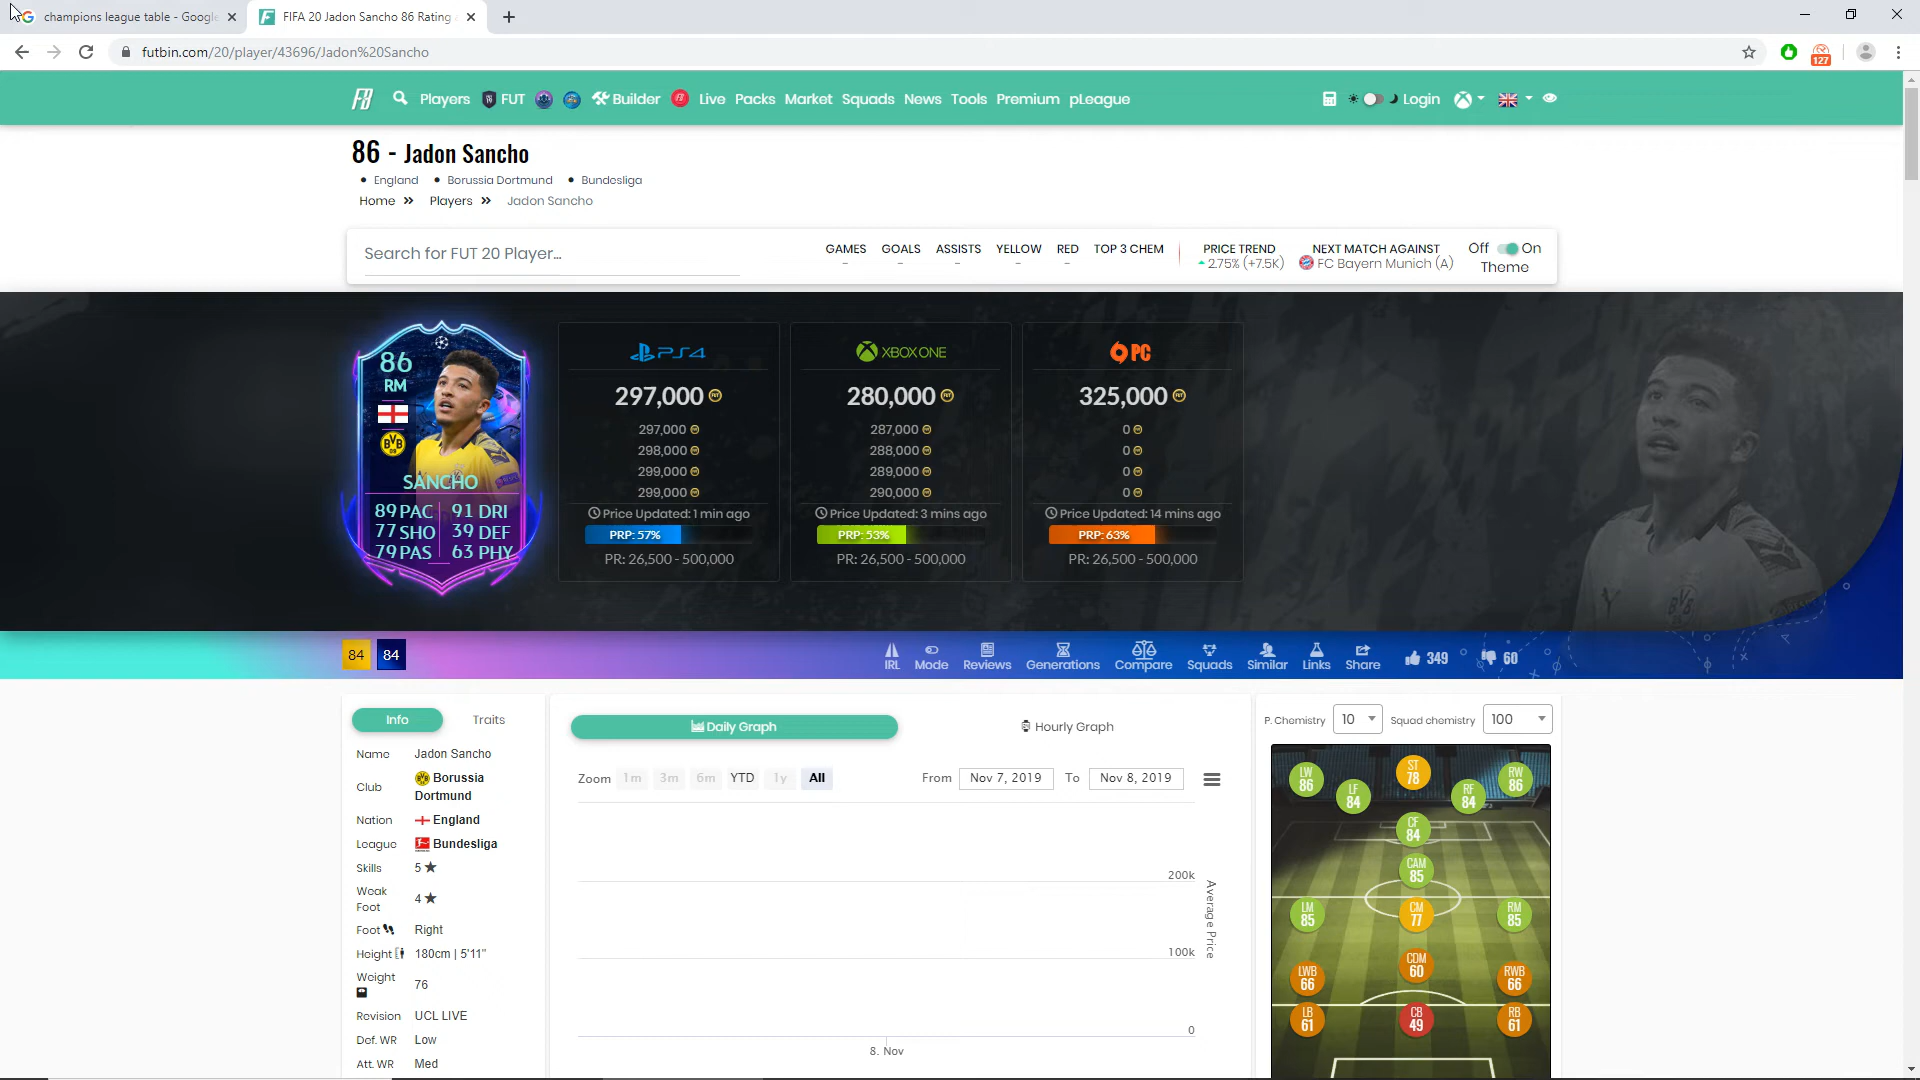 champions league table - Google
FIFA 20 Jadon Sancho 86 Rating
futbin.com/20/player/43696/Jadon%20Sancho
127
Players FUT Builder Live Packs Market Squads News Tools Premium pLeague
Login
86 - Jadon Sancho
England Borussia Dortmund Bundesliga
Home » Players » Jadon Sancho
Search for FUT 20 Player...
GAMES GOALS ASSISTS YELLOW RED TOP 3 CHEM
- - - - -
PRICE TREND
2.75% (+7.5K)
NEXT MATCH AGAINST
FC Bayern Munich (A)
Off On
Theme
86
RM
SANCHO
89 PAC 91 DRI
77 SHO 39 DEF
79 PAS 63 PHY
PS4
297,000
297,000
298,000
299,000
299,000
Price Updated: 1 min ago
PRP: 57%
PR: 26,500 - 500,000
XBOX ONE
280,000
287,000
288,000
289,000
290,000
Price Updated: 3 mins ago
PRP: 53%
PR: 26,500 - 500,000
PC
325,000
0
0
0
0
Price Updated: 14 mins ago
PRP: 63%
PR: 26,500 - 500,000
84 84
IRL Mode Reviews Generations Compare Squads Similar Links Share 349 60
Info Traits
Name Jadon Sancho
Club Borussia Dortmund
Nation England
League Bundesliga
Skills 5 ★
Weak Foot 4 ★
Foot Right
Height 180cm | 5'11"
Weight 76
Revision UCL LIVE
Def. WR Low
Att. WR Med
Daily Graph Hourly Graph
Zoom 1m 3m 6m YTD 1y All
From Nov 7, 2019 To Nov 8, 2019
200k
100k
0
Average Price
8. Nov
P. Chemistry 10 Squad chemistry 100
LW 86
ST 78
RW 86
LF 84
RF 84
CF 84
CAM 85
LM 85
CM 77
RM 85
CDM 60
LWB 66
RWB 66
LB 61
CB 49
RB 61